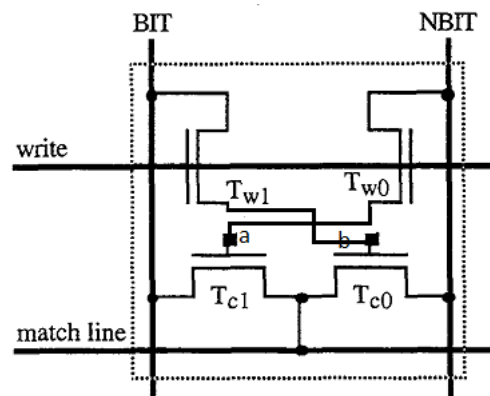 BIT NBIT
write
Tw1 Tw0
a b
Tc1 Tc0
match line